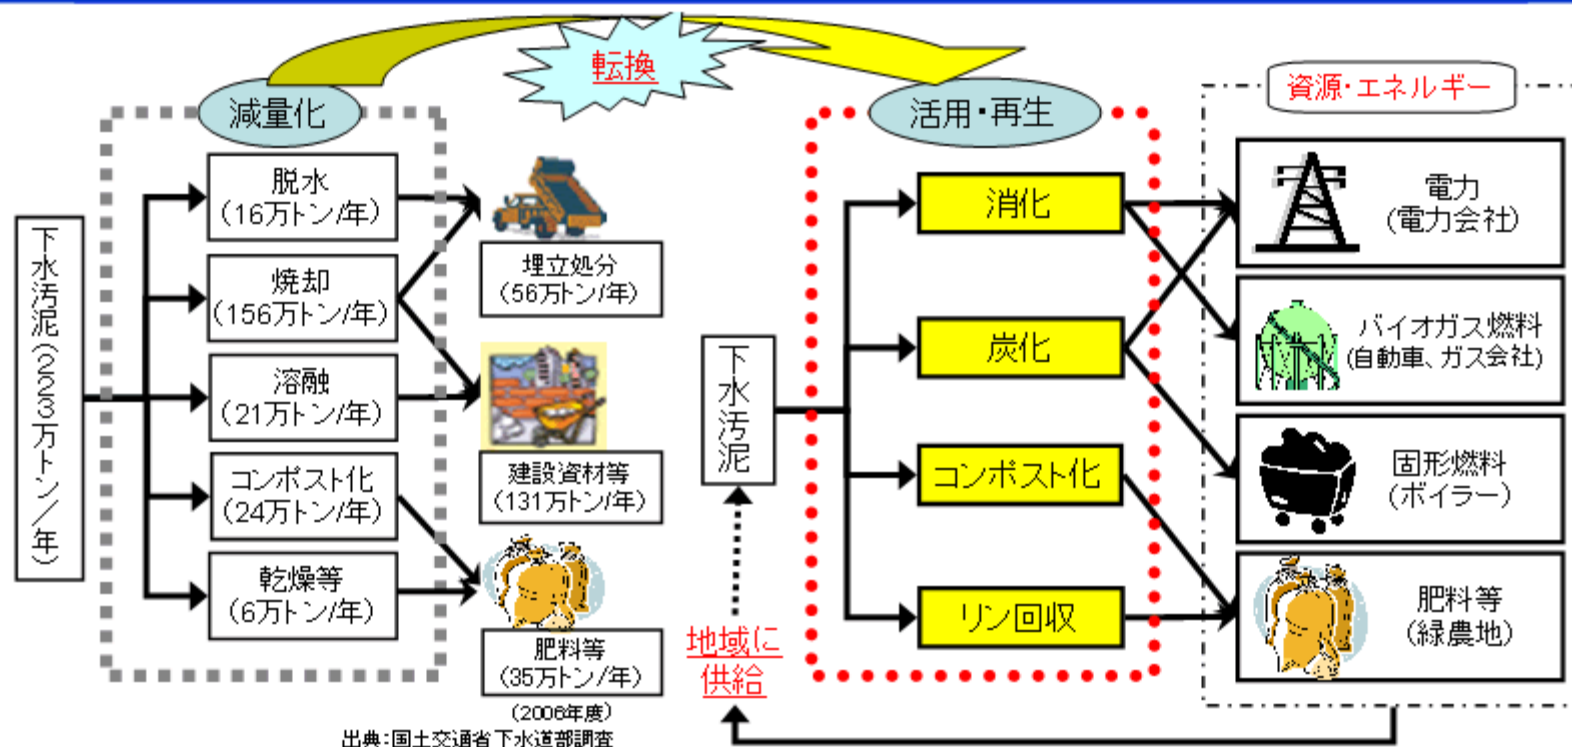 転換
減量化
下水汚泥(223万トン/年)
脱水
(16万トン/年)
焼却
(156万トン/年)
溶融
(21万トン/年)
コンポスト化
(24万トン/年)
乾燥等
(6万トン/年)
埋立処分
(56万トン/年)
建設資材等
(131万トン/年)
肥料等
(35万トン/年)
(2006年度)
出典:国土交通省下水道部調査
活用・再生
下水汚泥
消化
炭化
コンポスト化
リン回収
地域に
供給
資源・エネルギー
電力
(電力会社)
バイオガス燃料
(自動車、ガス会社)
固形燃料
(ボイラー)
肥料等
(緑農地)